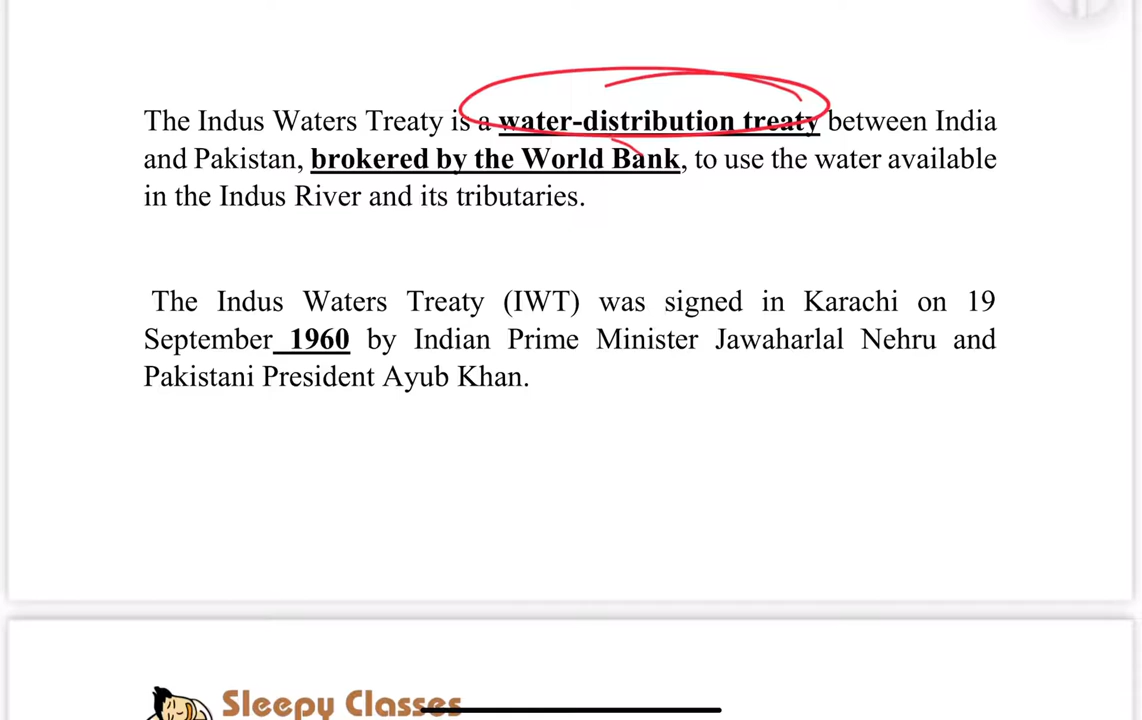 The Indus Waters Treaty is a water-distribution treaty between India
and Pakistan, brokered by the World Bank, to use the water available
in the Indus River and its tributaries.
The Indus Waters Treaty (IWT) was signed in Karachi on 19
September 1960 by Indian Prime Minister Jawaharlal Nehru and
Pakistani President Ayub Khan.
Sleepy Classes